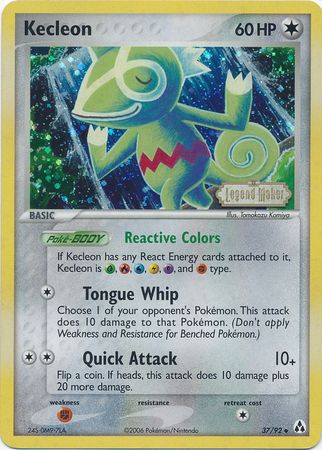 Kecleon 60 HP
Legend Maker
Illus. Tomokazu Komiya
BASIC
Poké-BODY Reactive Colors
If Kecleon has any React Energy cards attached to it,
Kecleon is , , , , , and type.
Tongue Whip
Choose 1 of your opponent's Pokémon. This attack
does 10 damage to that Pokémon. (Don't apply
Weakness and Resistance for Benched Pokémon.)
Quick Attack 10+
Flip a coin. If heads, this attack does 10 damage plus
20 more damage.
weakness resistance retreat cost
24S-0M9-7LA ©2006 Pokémon/Nintendo 37/92